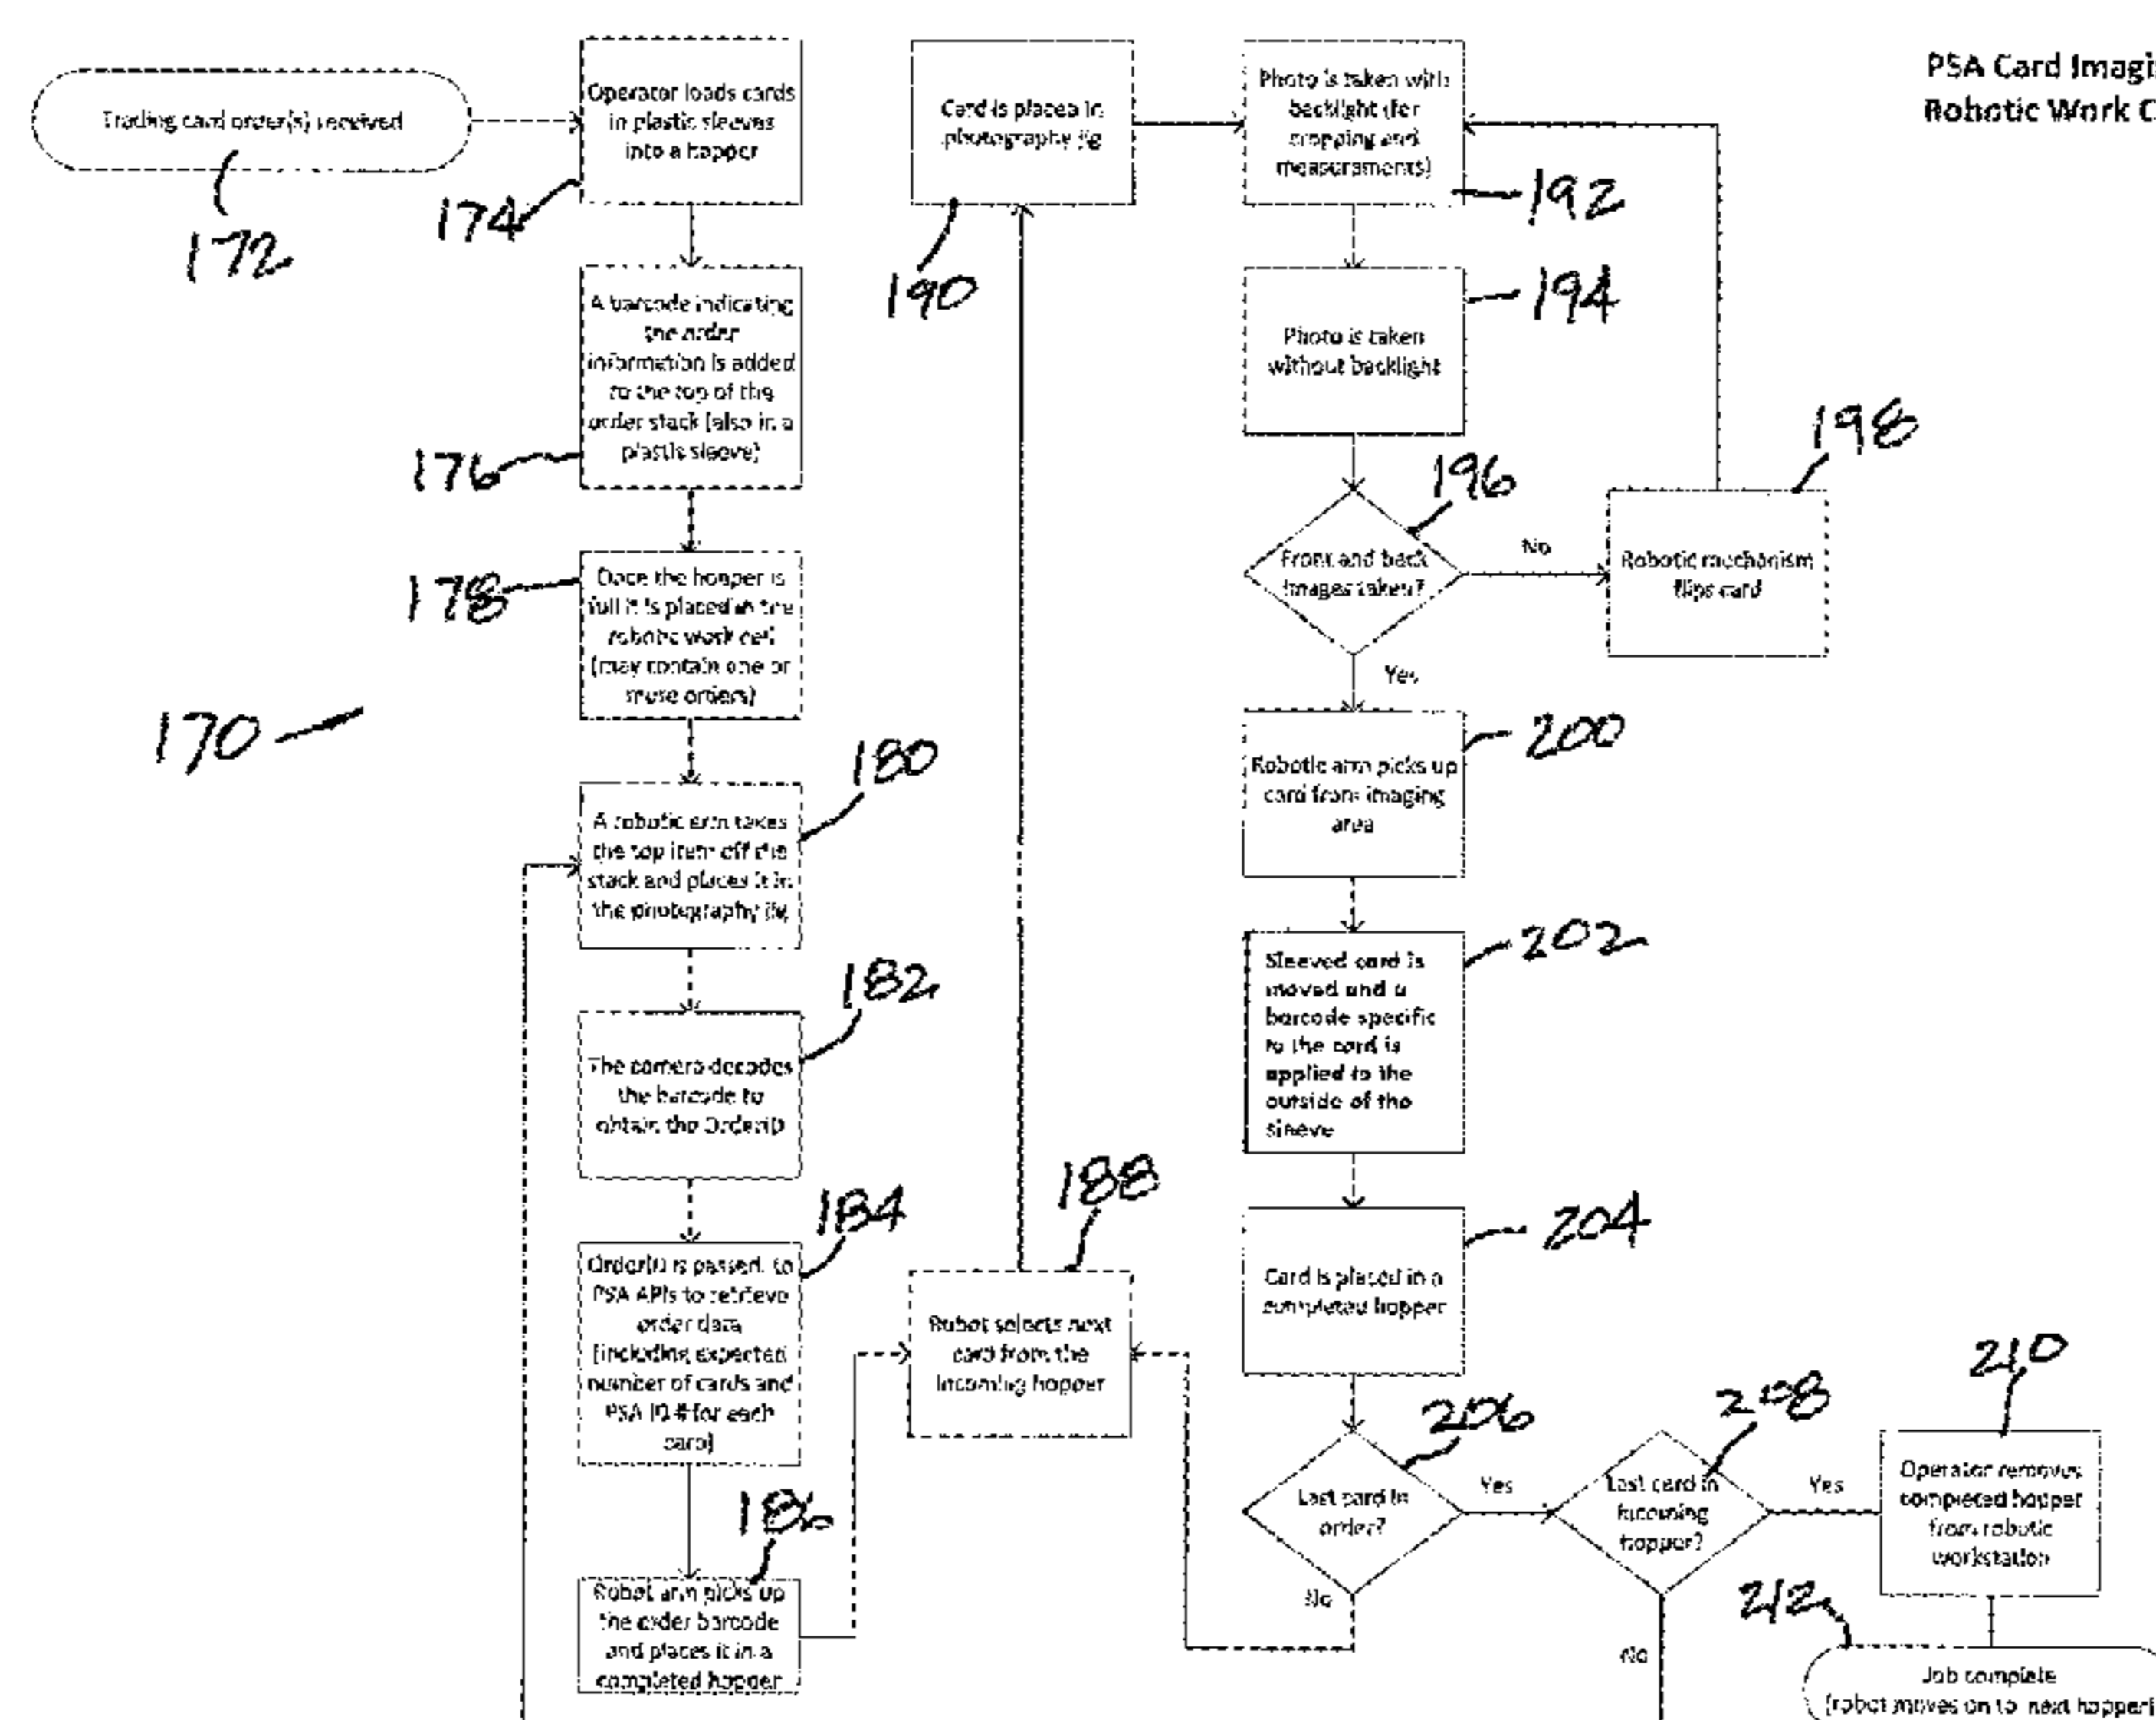 PSA Card Imagi
Robotic Work C
Trading card order(s) received
172
Operator loads cards
in plastic sleeves
into a hopper
174
A barcode indicating
the order
information is added
to the top of the
order stack (also in a
plastic sleeve)
176
Once the hopper is
full it is placed in the
robotic work cell
(may contain one or
more orders)
178
170
A robotic arm takes
the top item off the
stack and places it in
the photography jig
180
The camera decodes
the barcode to
obtain the OrderID
182
OrderID is passed to
PSA APIs to retrieve
order data
(including expected
number of cards and
PSA ID # for each
card)
184
Robot arm picks up
the order barcode
and places it in a
completed hopper
186
Robot selects next
card from the
incoming hopper
188
Card is placed in
photography jig
190
Photo is taken with
backlight (for
cropping and
measuraments)
192
Photo is taken
without backlight
194
Front and back
images taken?
196
No
Robotic mechanism
flips card
198
Yes
Robotic arm picks up
card from imaging
area
200
Sleeved card is
moved and a
barcode specific
to the card is
applied to the
outside of the
sleeve
202
Card is placed in a
completed hopper
204
Last card in
order?
206
No
Yes
Last card in
incoming
hopper?
208
No
Yes
Operator removes
completed hopper
from robotic
workstation
210
212
Job complete
(robot moves on to next hopper)